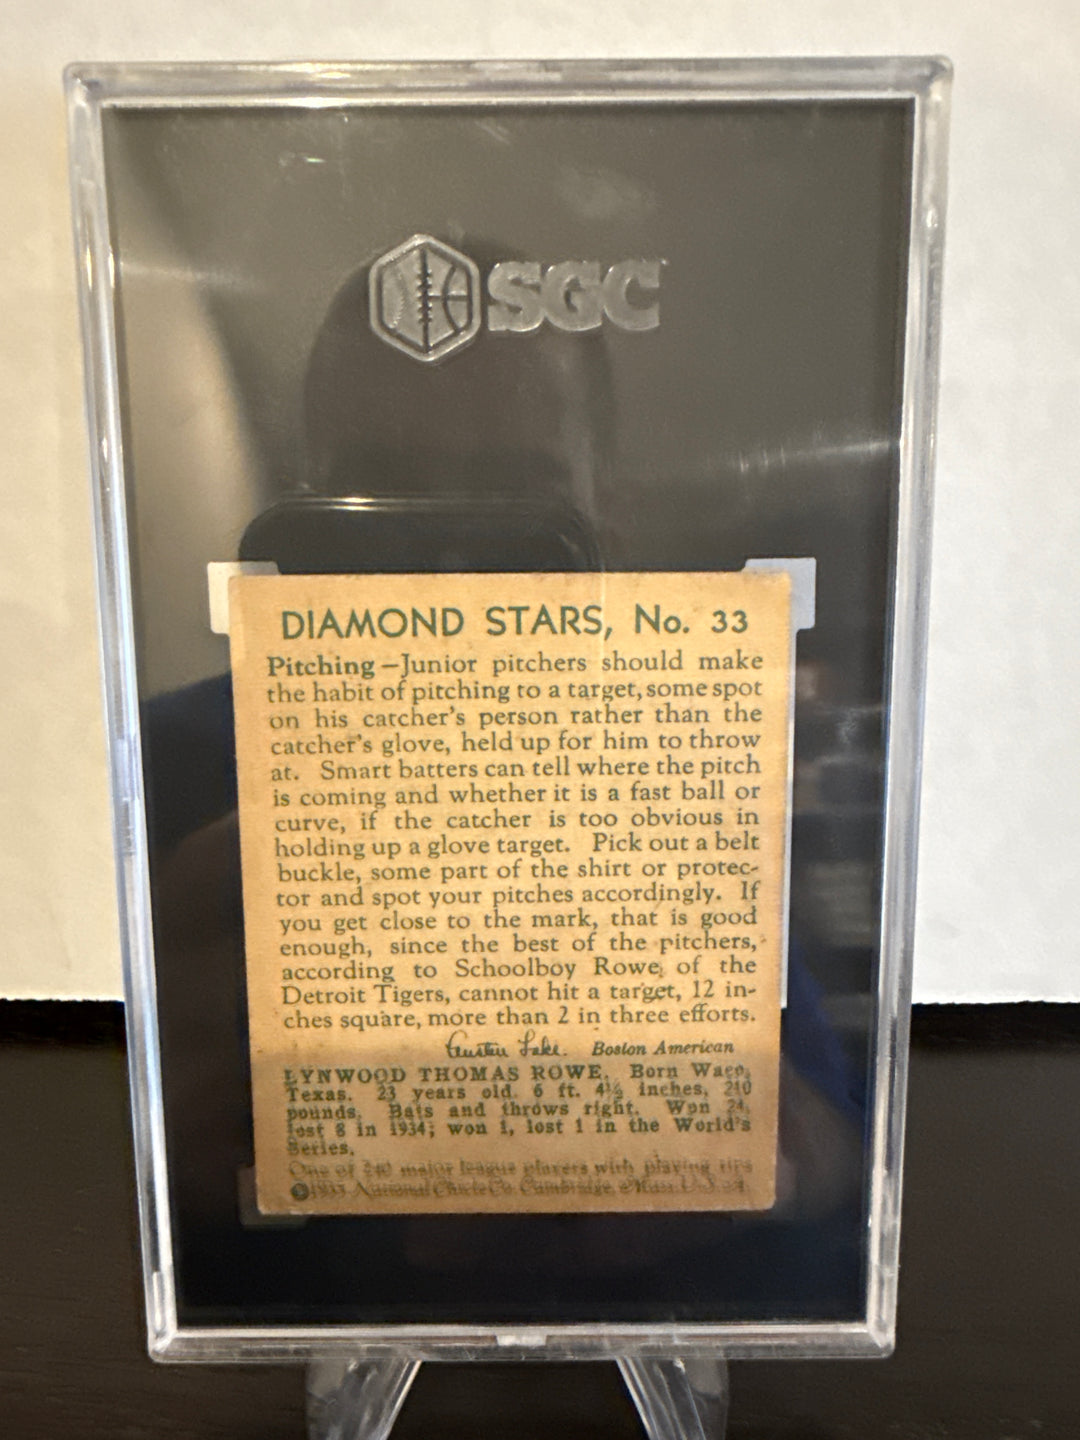 SGC
DIAMOND STARS, No. 33
Pitching—Junior pitchers should make
the habit of pitching to a target, some spot
on his catcher's person rather than the
catcher's glove, held up for him to throw
at. Smart batters can tell where the pitch
is coming and whether it is a fast ball or
curve, if the catcher is too obvious in
holding up a glove target. Pick out a belt
buckle, some part of the shirt or protec-
tor and spot your pitches accordingly. If
you get close to the mark, that is good
enough, since the best of the pitchers,
according to Schoolboy Rowe, of the
Detroit Tigers, cannot hit a target, 12 in-
ches square, more than 2 in three efforts.
Austen Lake. Boston American
LYNWOOD THOMAS ROWE. Born Waco,
Texas. 23 years old. 6 ft. 4½ inches, 210
pounds. Bats and throws right. Won 24,
lost 8 in 1934; won 1, lost 1 in the World's
Series.
One of 240 major league players with playing tips
National Chicle Co. Cambridge, Mass. U.S.A.